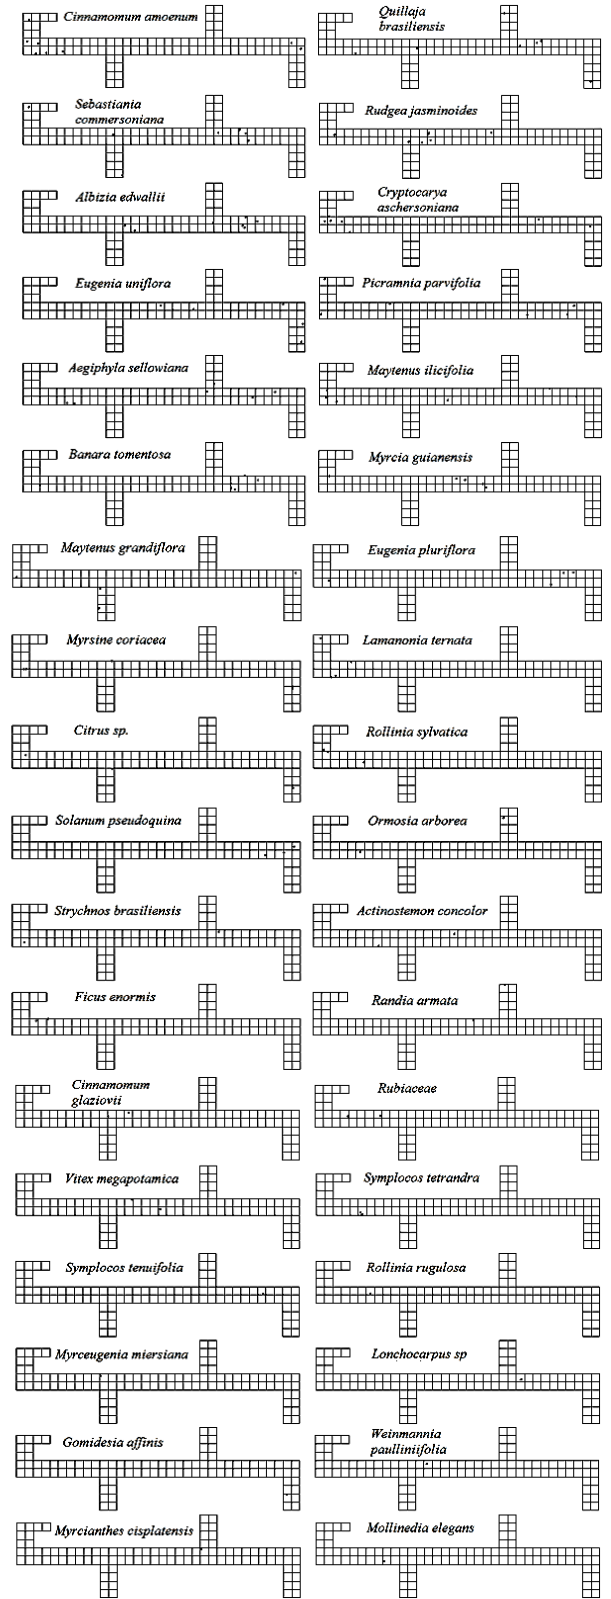 Cinnamomum amoenum
Quillaja
brasiliensis
Sebastiania
commersoniana
Rudgea jasminoides
Albizia edwallii
Cryptocarya
aschersoniana
Eugenia uniflora
Picramnia parvifolia
Aegiphyla sellowiana
Maytenus ilicifolia
Banara tomentosa
Myrcia guianensis
Maytenus grandiflora
Eugenia pluriflora
Myrsine coriacea
Lamanonia ternata
Citrus sp.
Rollinia sylvatica
Solanum pseudoquina
Ormosia arborea
Strychnos brasiliensis
Actinostemon concolor
Ficus enormis
Randia armata
Cinnamomum
glaziovii
Rubiaceae
Vitex megapotamica
Symplocos tetrandra
Symplocos tenuifolia
Rollinia rugulosa
Myrceugenia miersiana
Lonchocarpus sp
Gomidesia affinis
Weinmannia
paulliniifolia
Myrcianthes cisplatensis
Mollinedia elegans